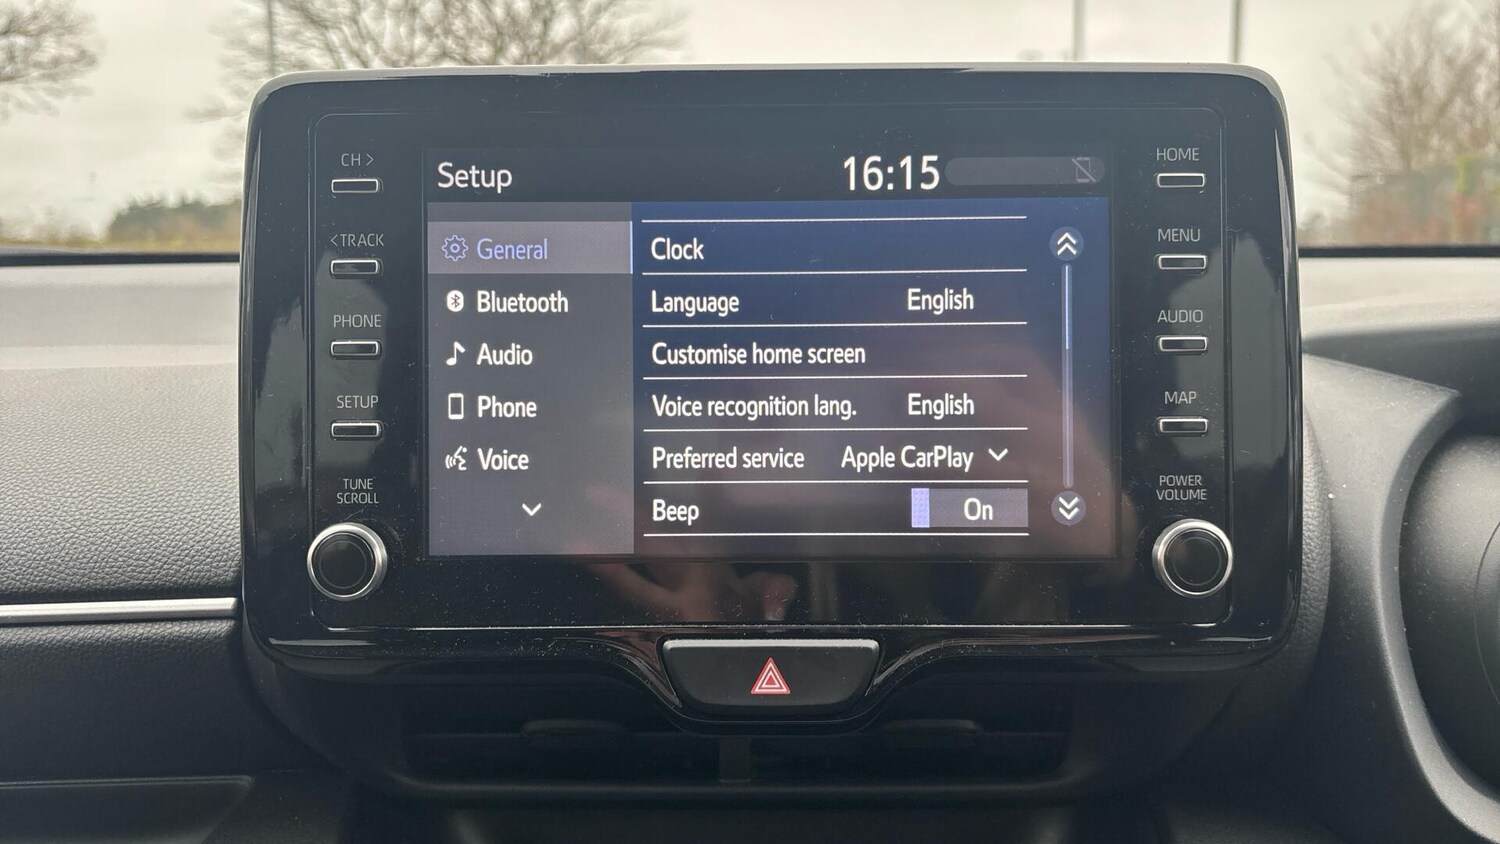 CH >
< TRACK
PHONE
SETUP
TUNE
SCROLL
Setup
16:15
General
Bluetooth
Audio
Phone
Voice
Clock
Language English
Customise home screen
Voice recognition lang. English
Preferred service Apple CarPlay
Beep On
HOME
MENU
AUDIO
MAP
POWER
VOLUME